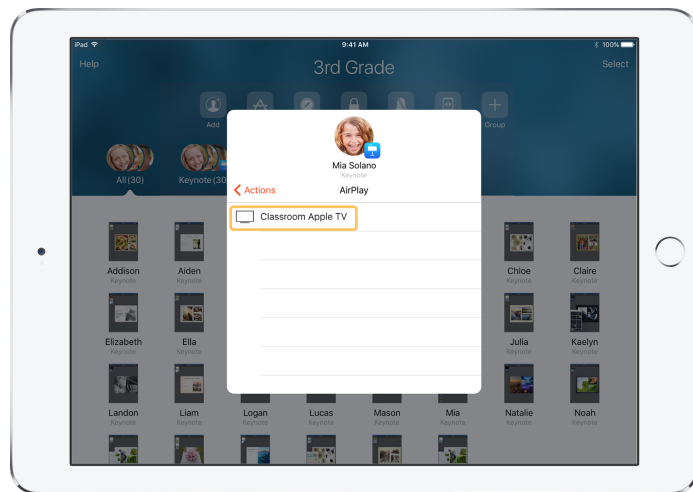 iPad 9:41 AM 100%
Help 3rd Grade Select
Add Group
Mia Solano
Keynote
All (30) Keynote (30
Actions AirPlay
Classroom Apple TV
Addison Aiden Chloe Claire
Keynote Keynote Keynote Keynote
Elizabeth Ella Julia Kaelyn
Keynote Keynote Keynote Keynote
Landon Liam Logan Lucas Mason Mia Natalie Noah
Keynote Keynote Keynote Keynote Keynote Keynote Keynote Keynote